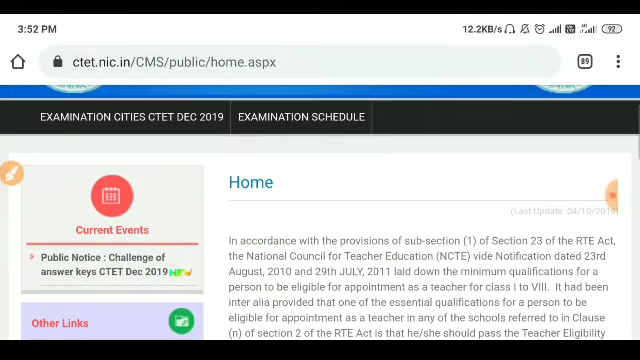 3:52 PM
12.2KB/s
92
ctet.nic.in/CMS/public/home.aspx
89
EXAMINATION CITIES CTET DEC 2019
EXAMINATION SCHEDULE
Home
(Last Update :04/10/2019
Current Events
Public Notice : Challenge of
answer keys CTET Dec 2019 NEW
Other Links
In accordance with the provisions of sub-section (1) of Section 23 of the RTE Act,
the National Council for Teacher Education (NCTE) vide Notification dated 23rd
August, 2010 and 29th JULY, 2011 laid down the minimum qualifications for a
person to be eligible for appointment as a teacher for class I to VIII. It had been
inter alia provided that one of the essential qualifications for a person to be
eligible for appointment as a teacher in any of the schools referred to in Clause
(n) of section 2 of the RTE Act is that he/she should pass the Teacher Eligibility